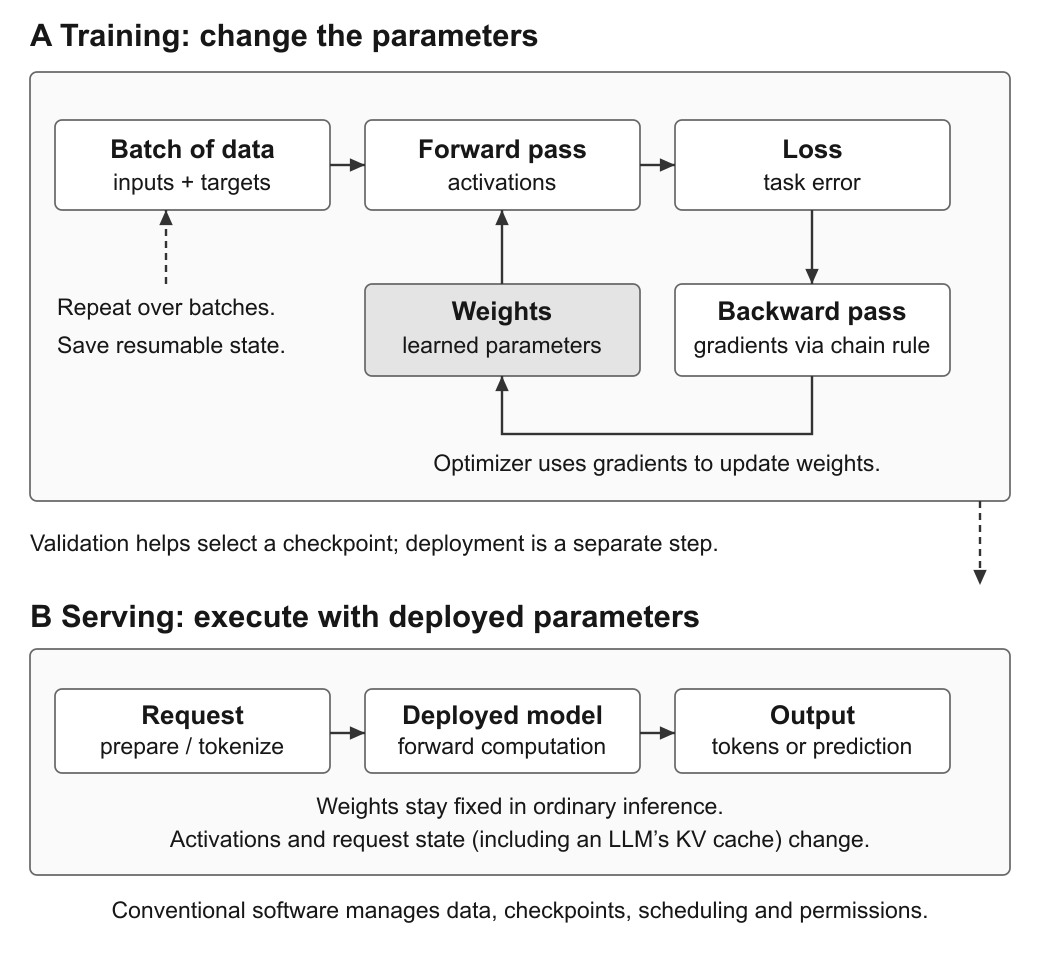 A Training: change the parameters
Batch of data
inputs + targets
Forward pass
activations
Loss
task error
Repeat over batches.
Save resumable state.
Weights
learned parameters
Backward pass
gradients via chain rule
Optimizer uses gradients to update weights.
Validation helps select a checkpoint; deployment is a separate step.
B Serving: execute with deployed parameters
Request
prepare / tokenize
Deployed model
forward computation
Output
tokens or prediction
Weights stay fixed in ordinary inference.
Activations and request state (including an LLM’s KV cache) change.
Conventional software manages data, checkpoints, scheduling and permissions.